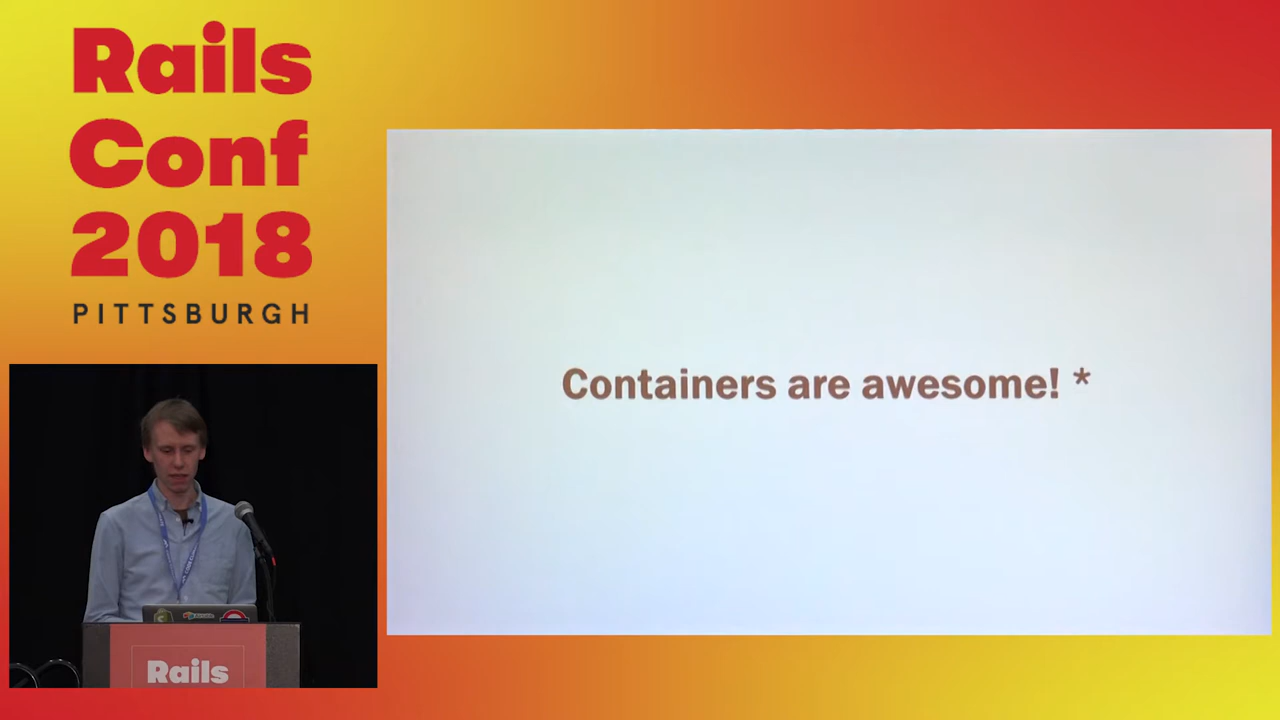 Rails
Conf
2018
PITTSBURGH
Containers are awesome! *
Rails